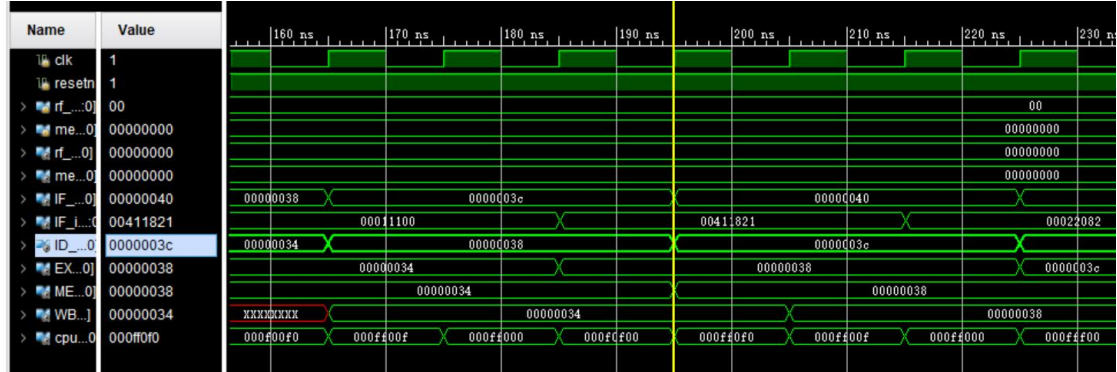 Name Value 160 ns 170 ns 180 ns 190 ns 200 ns 210 ns 220 ns 230 ns
clk 1
resetn 1
rf_...:0] 00 00
me...0] 00000000 00000000
rf_...0] 00000000 00000000
me...0] 00000000 00000000
IF_...0] 00000040 00000038 0000003c 00000040
IF_i...:0 00411821 00011100 00411821 00022082
ID_...0] 0000003c 00000034 00000038 0000003c
EX...0] 00000038 00000034 00000038 0000003c
ME...0] 00000038 00000034 00000038
WB...] 00000034 XXXXXXXX 00000034 00000038
cpu...0 000ff0f0 000f00f0 000ff00f 000ff000 000f0f00 000ff0f0 000ff00f 000ff000 000fff00